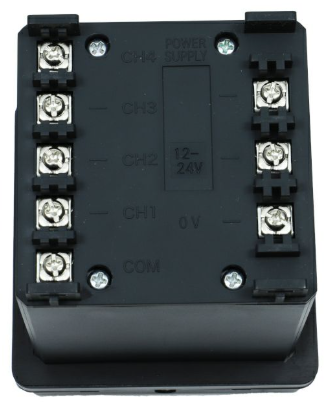 CH4
POWER
SUPPLY
CH3
CH2
12-
24V
CH1
0 V
COM